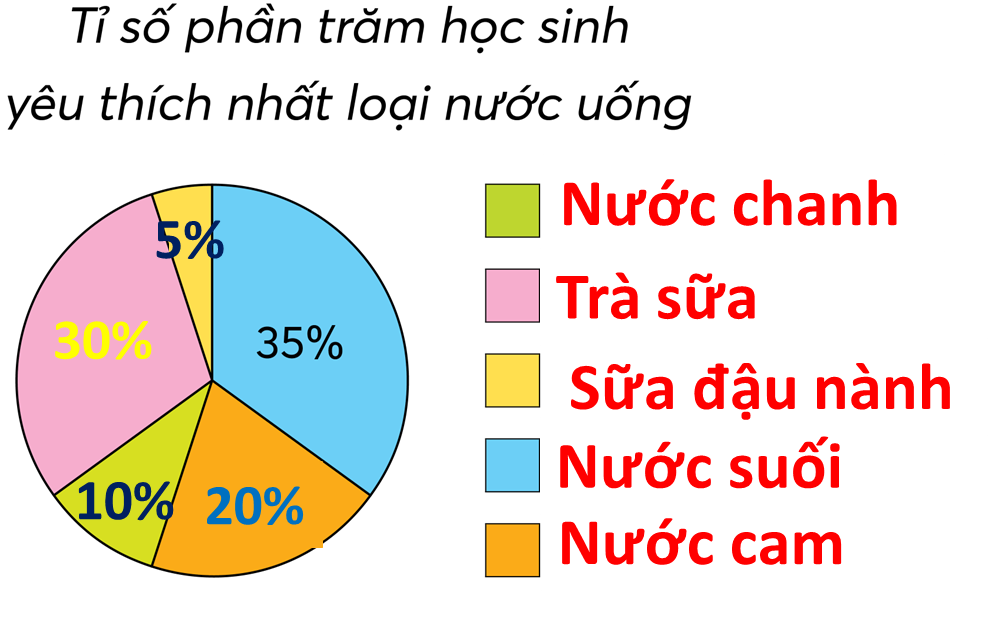 Tỉ số phần trăm học sinh
yêu thích nhất loại nước uống
5%
30%
35%
10%
20%
Nước chanh
Trà sữa
Sữa đậu nành
Nước suối
Nước cam